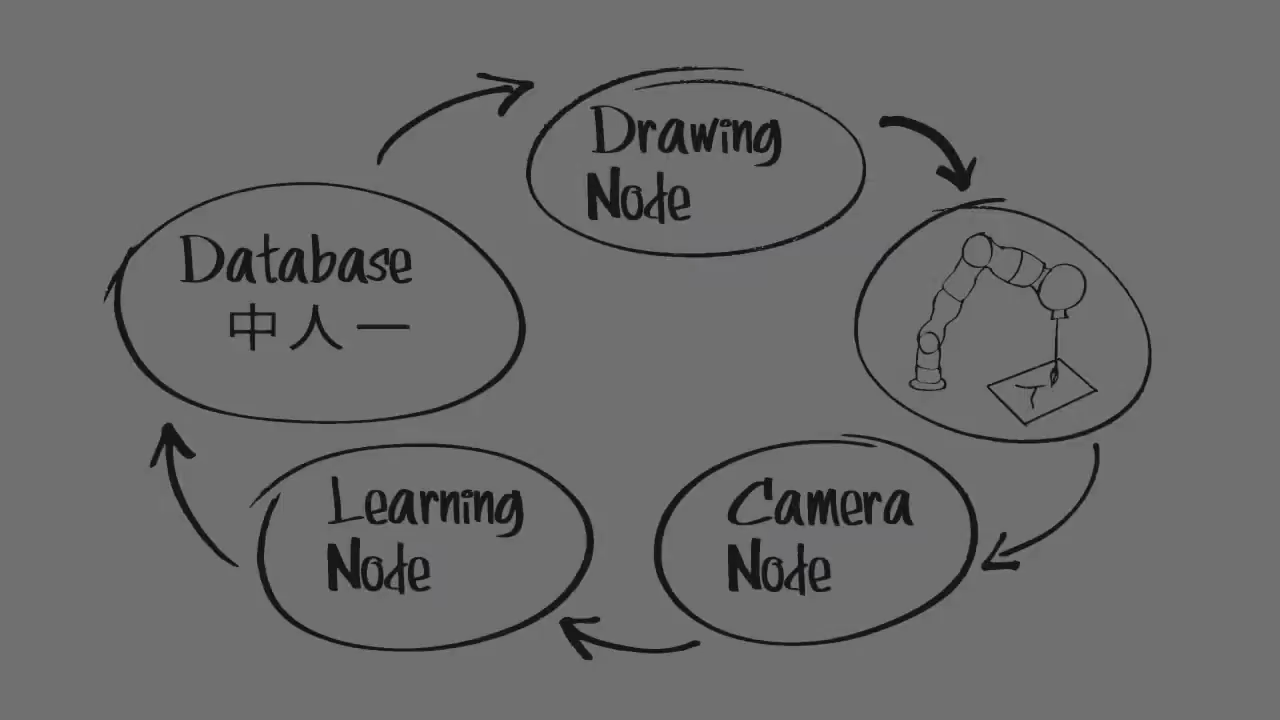 Drawing
Node
Database
中人一
Learning
Node
Camera
Node